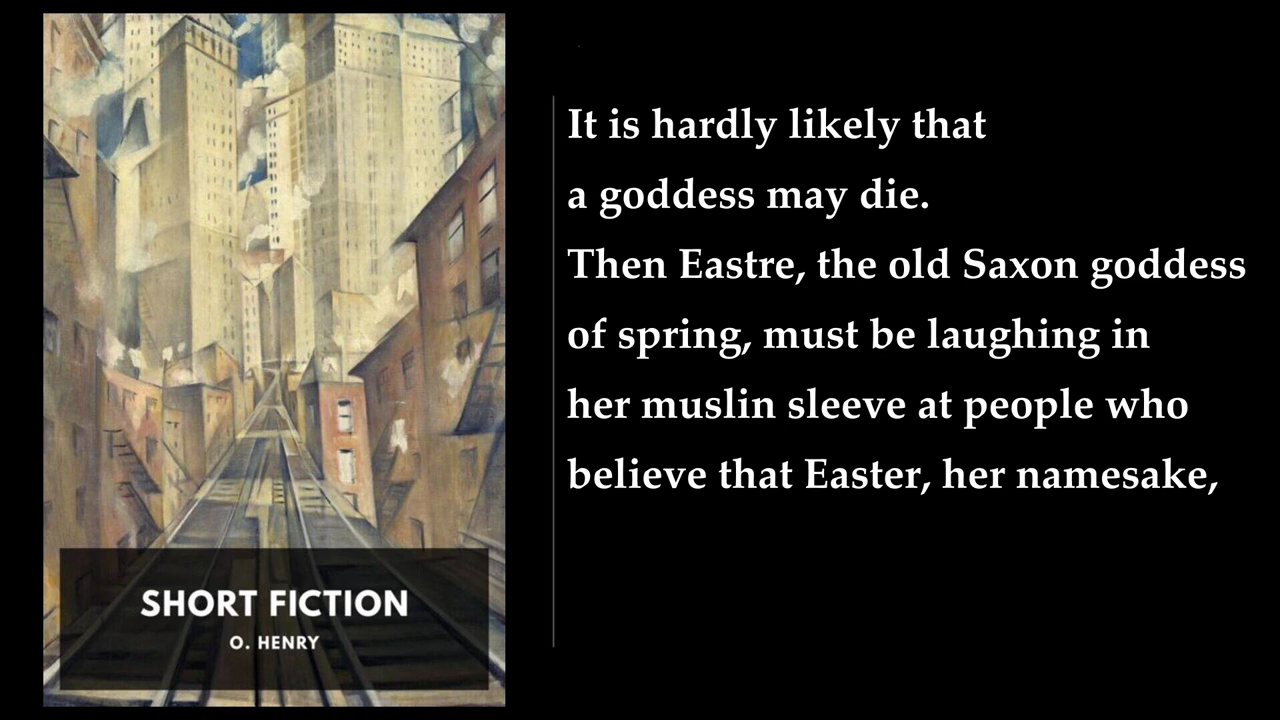 SHORT FICTION
O. HENRY
It is hardly likely that
a goddess may die.
Then Eastre, the old Saxon goddess
of spring, must be laughing in
her muslin sleeve at people who
believe that Easter, her namesake,